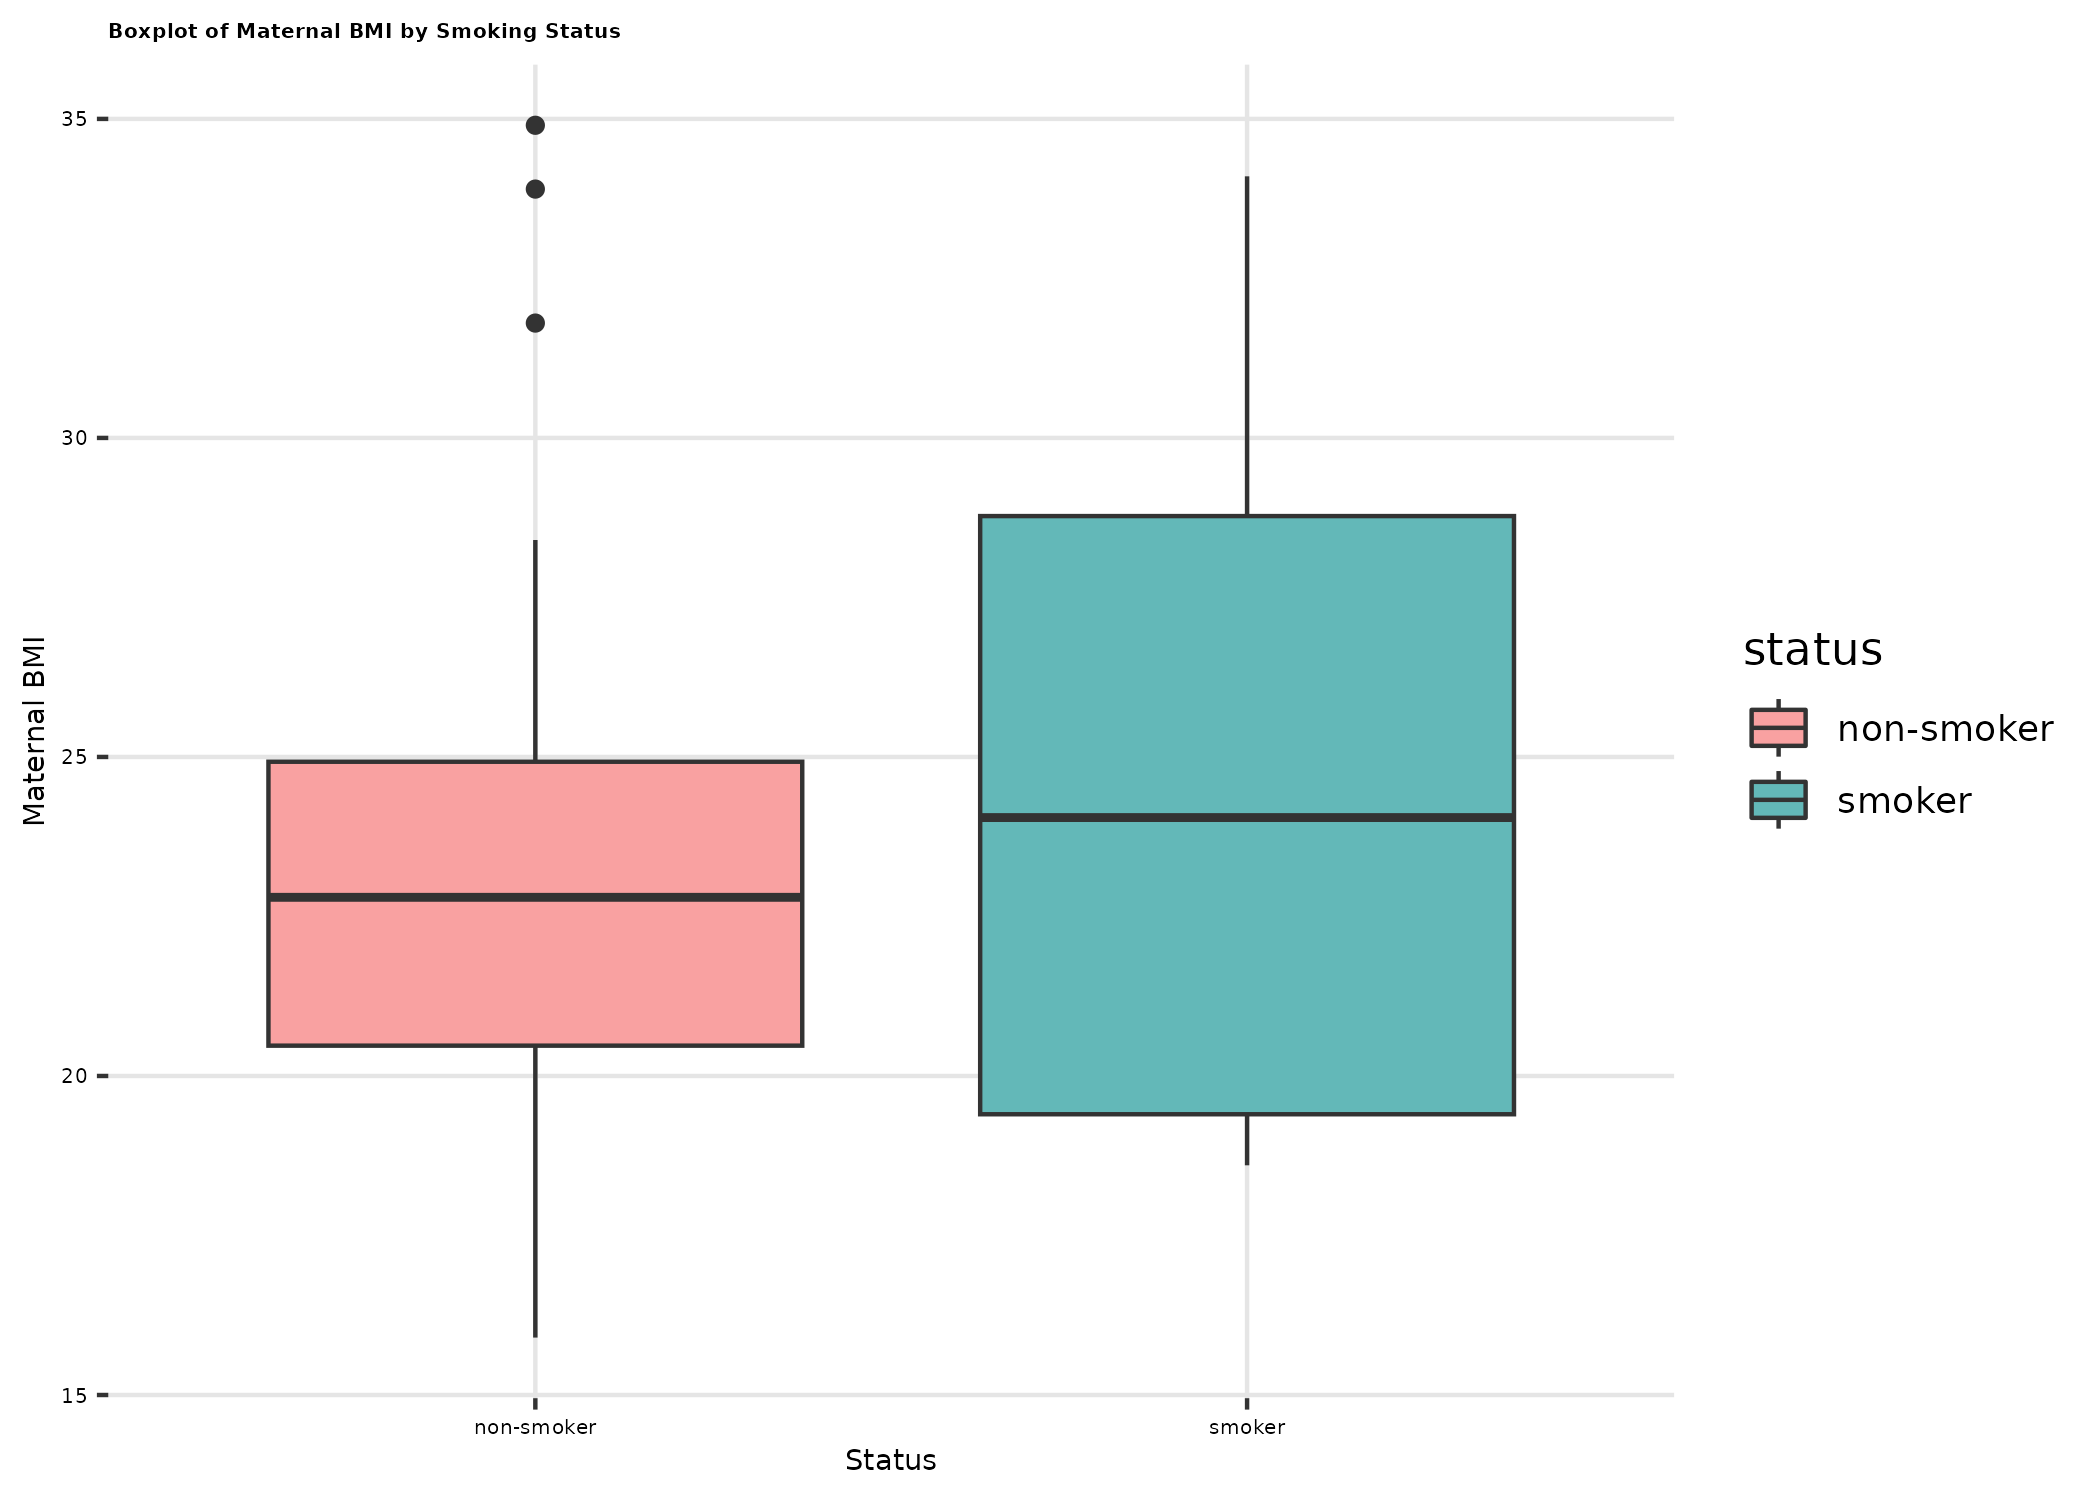 Boxplot of Maternal BMI by Smoking Status
35
30
25
20
15
Maternal BMI
non-smoker
smoker
Status
status
non-smoker
smoker